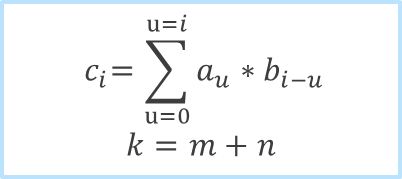 u=i
c_i = ∑ a_u * b_{i−u}
u=0
k = m + n